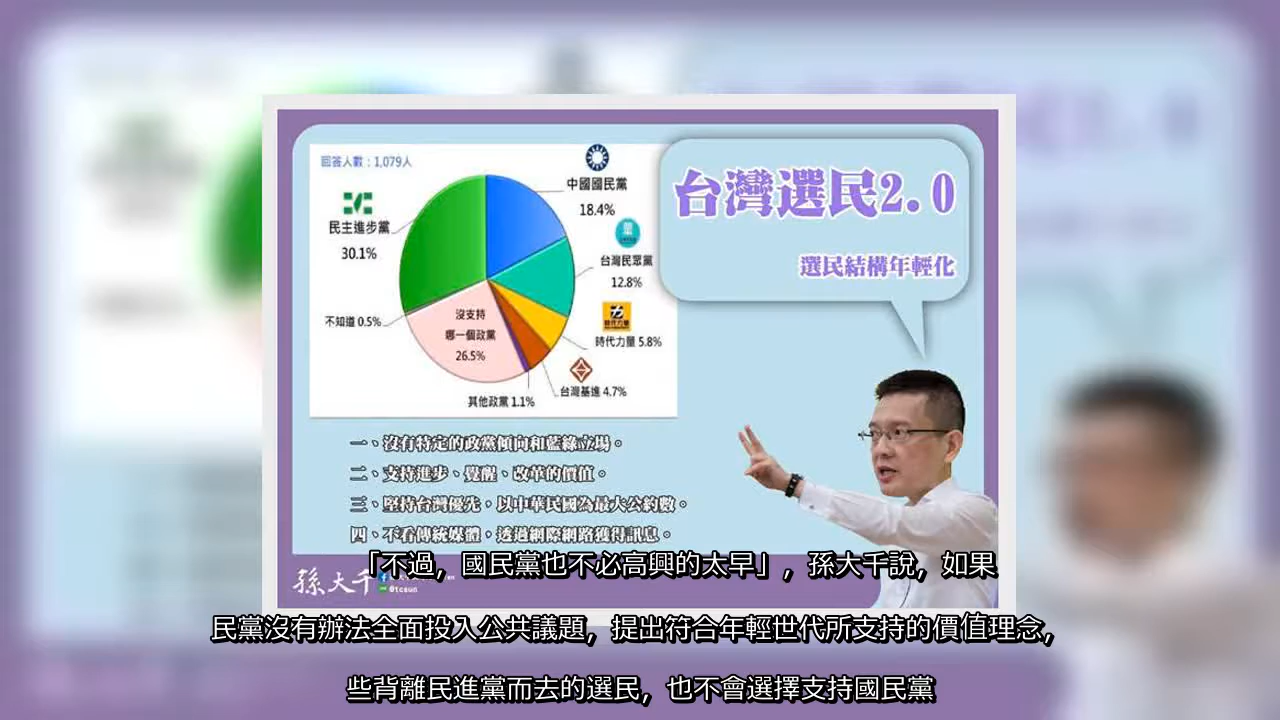 回答人數：1,079人
中國國民黨
18.4%
台灣民眾黨
12.8%
時代力量 5.8%
台灣基進 4.7%
其他政黨 1.1%
沒支持
哪一個政黨
26.5%
不知道 0.5%
民主進步黨
30.1%
台灣選民2.0
選民結構年輕化
一、沒有特定的政黨傾向和藍綠立場。
二、支持進步、覺醒、改革的價值。
三、堅持台灣優先，以中華民國為最大公約數。
四、不看傳統媒體，透過網際網路獲得訊息。
孫大千
@tcsun
「不過，國民黨也不必高興的太早」，孫大千說，如果
民黨沒有辦法全面投入公共議題，提出符合年輕世代所支持的價值理念，
些背離民進黨而去的選民，也不會選擇支持國民黨